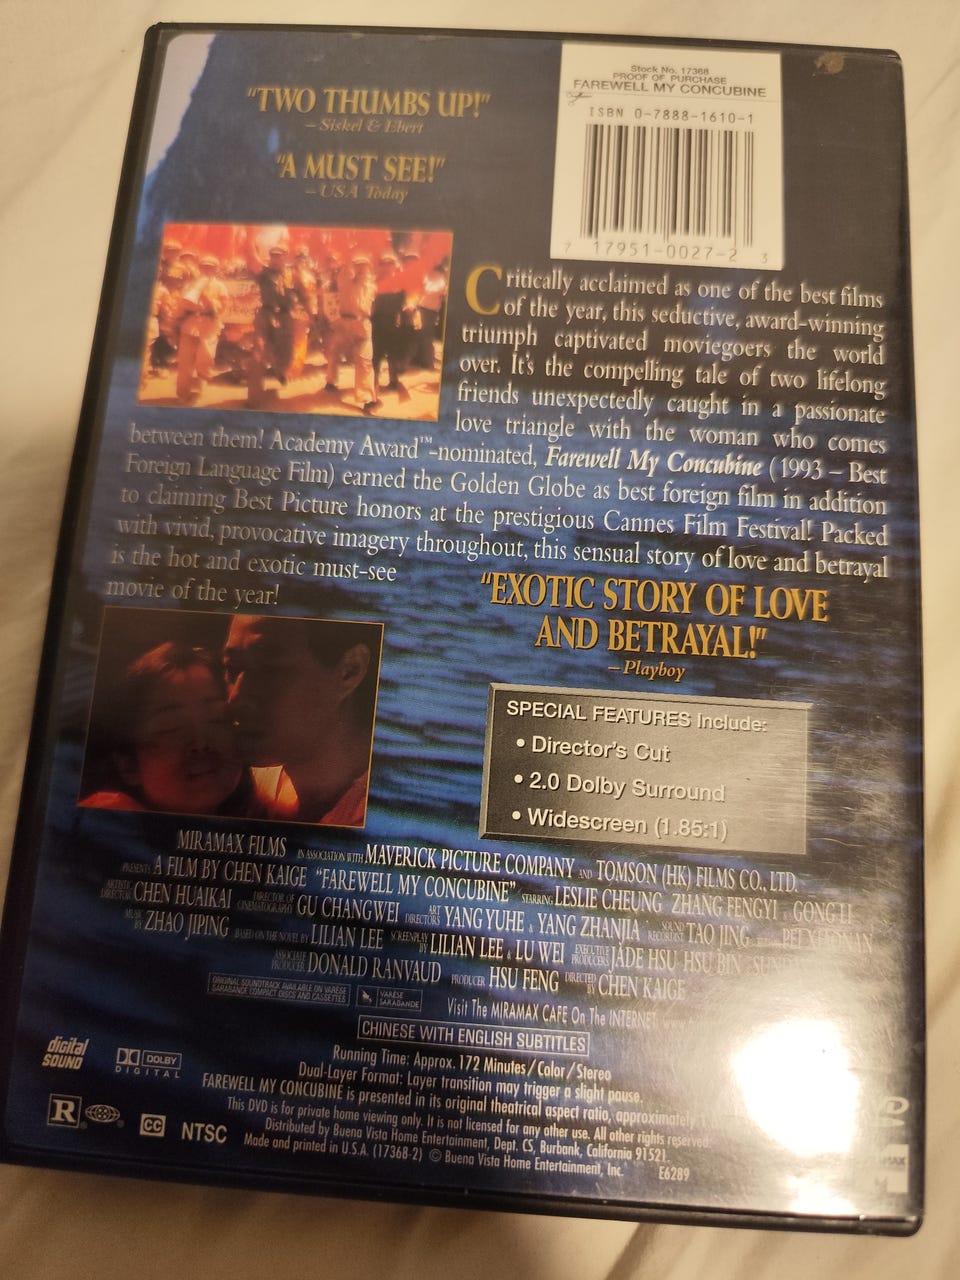 "TWO THUMBS UP!"
– Siskel & Ebert
"A MUST SEE!"
– USA Today
Stock No. 17368
PROOF OF PURCHASE
FAREWELL MY CONCUBINE
ISBN 0-7888-1610-1
7 17951-0027-2 3
Critically acclaimed as one of the best films
of the year, this seductive, award-winning
triumph captivated moviegoers the world
over. It's the compelling tale of two lifelong
friends unexpectedly caught in a passionate
love triangle with the woman who comes
between them! Academy Award™-nominated, Farewell My Concubine (1993 – Best
Foreign Language Film) earned the Golden Globe as best foreign film in addition
to claiming Best Picture honors at the prestigious Cannes Film Festival! Packed
with vivid, provocative imagery throughout, this sensual story of love and betrayal
is the hot and exotic must-see
movie of the year!
"EXOTIC STORY OF LOVE
AND BETRAYAL!"
– Playboy
SPECIAL FEATURES Include:
• Director's Cut
• 2.0 Dolby Surround
• Widescreen (1.85:1)
MIRAMAX FILMS IN ASSOCIATION WITH MAVERICK PICTURE COMPANY AND TOMSON (HK) FILMS CO., LTD.
PRESENTS A FILM BY CHEN KAIGE "FAREWELL MY CONCUBINE" STARRING LESLIE CHEUNG ZHANG FENGYI & GONG LI
ARTISTIC DIRECTOR CHEN HUAIKAI DIRECTOR OF CINEMATOGRAPHY GU CHANGWEI ART DIRECTORS YANG YUHE & YANG ZHANJIA SOUND RECORDIST TAO JING
MUSIC BY ZHAO JIPING BASED ON THE NOVEL BY LILIAN LEE SCREENPLAY BY LILIAN LEE & LU WEI EXECUTIVE PRODUCERS JADE HSU HSU BIN
ASSOCIATE PRODUCER DONALD RANVAUD PRODUCER HSU FENG DIRECTED BY CHEN KAIGE
ORIGINAL SOUNDTRACK AVAILABLE ON VARÈSE
SARABANDE COMPACT DISCS AND CASSETTES
VARÈSE
SARABANDE
Visit The MIRAMAX CAFE On The INTERNET
CHINESE WITH ENGLISH SUBTITLES
digital
SOUND
DOLBY
DIGITAL
Running Time: Approx. 172 Minutes/Color/Stereo
Dual-Layer Format: Layer transition may trigger a slight pause.
FAREWELL MY CONCUBINE is presented in its original theatrical aspect ratio, approximately
This DVD is for private home viewing only. It is not licensed for any other use. All other rights reserved.
Distributed by Buena Vista Home Entertainment, Dept. CS, Burbank, California 91521.
Made and printed in U.S.A. (17368-2) © Buena Vista Home Entertainment, Inc.
E6289
R
CC
NTSC